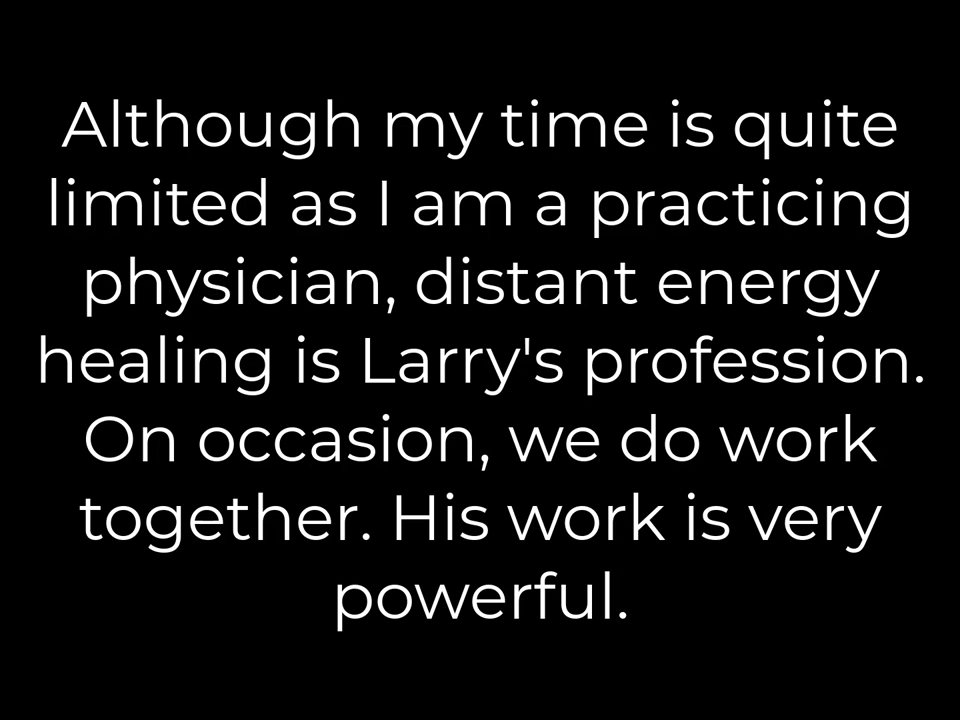 Although my time is quite
limited as I am a practicing
physician, distant energy
healing is Larry's profession.
On occasion, we do work
together. His work is very
powerful.